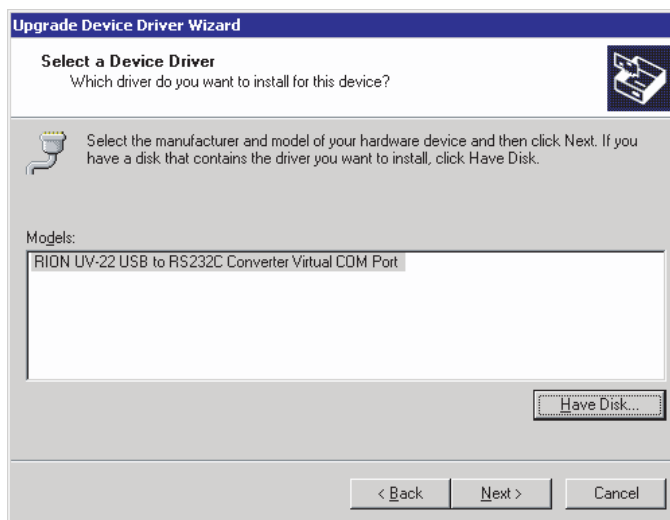 Upgrade Device Driver Wizard
Select a Device Driver
Which driver do you want to install for this device?
Select the manufacturer and model of your hardware device and then click Next. If you
have a disk that contains the driver you want to install, click Have Disk.
Models:
RION UV-22 USB to RS232C Converter Virtual COM Port
Have Disk...
< Back
Next >
Cancel